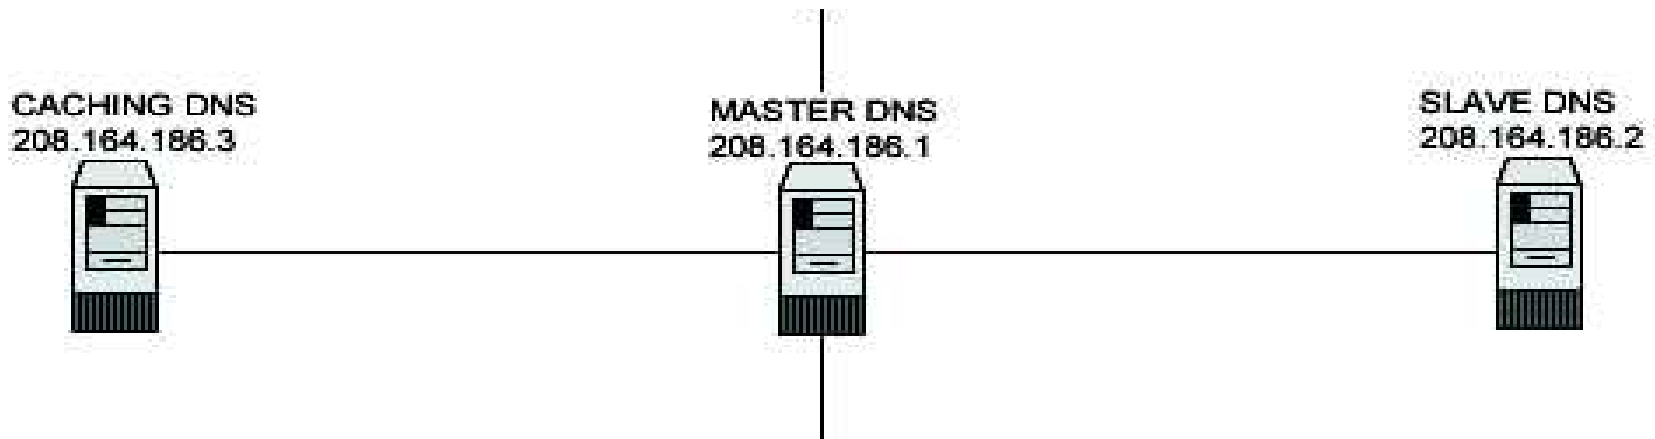 CACHING DNS
208.164.186.3
MASTER DNS
208.164.186.1
SLAVE DNS
208.164.186.2